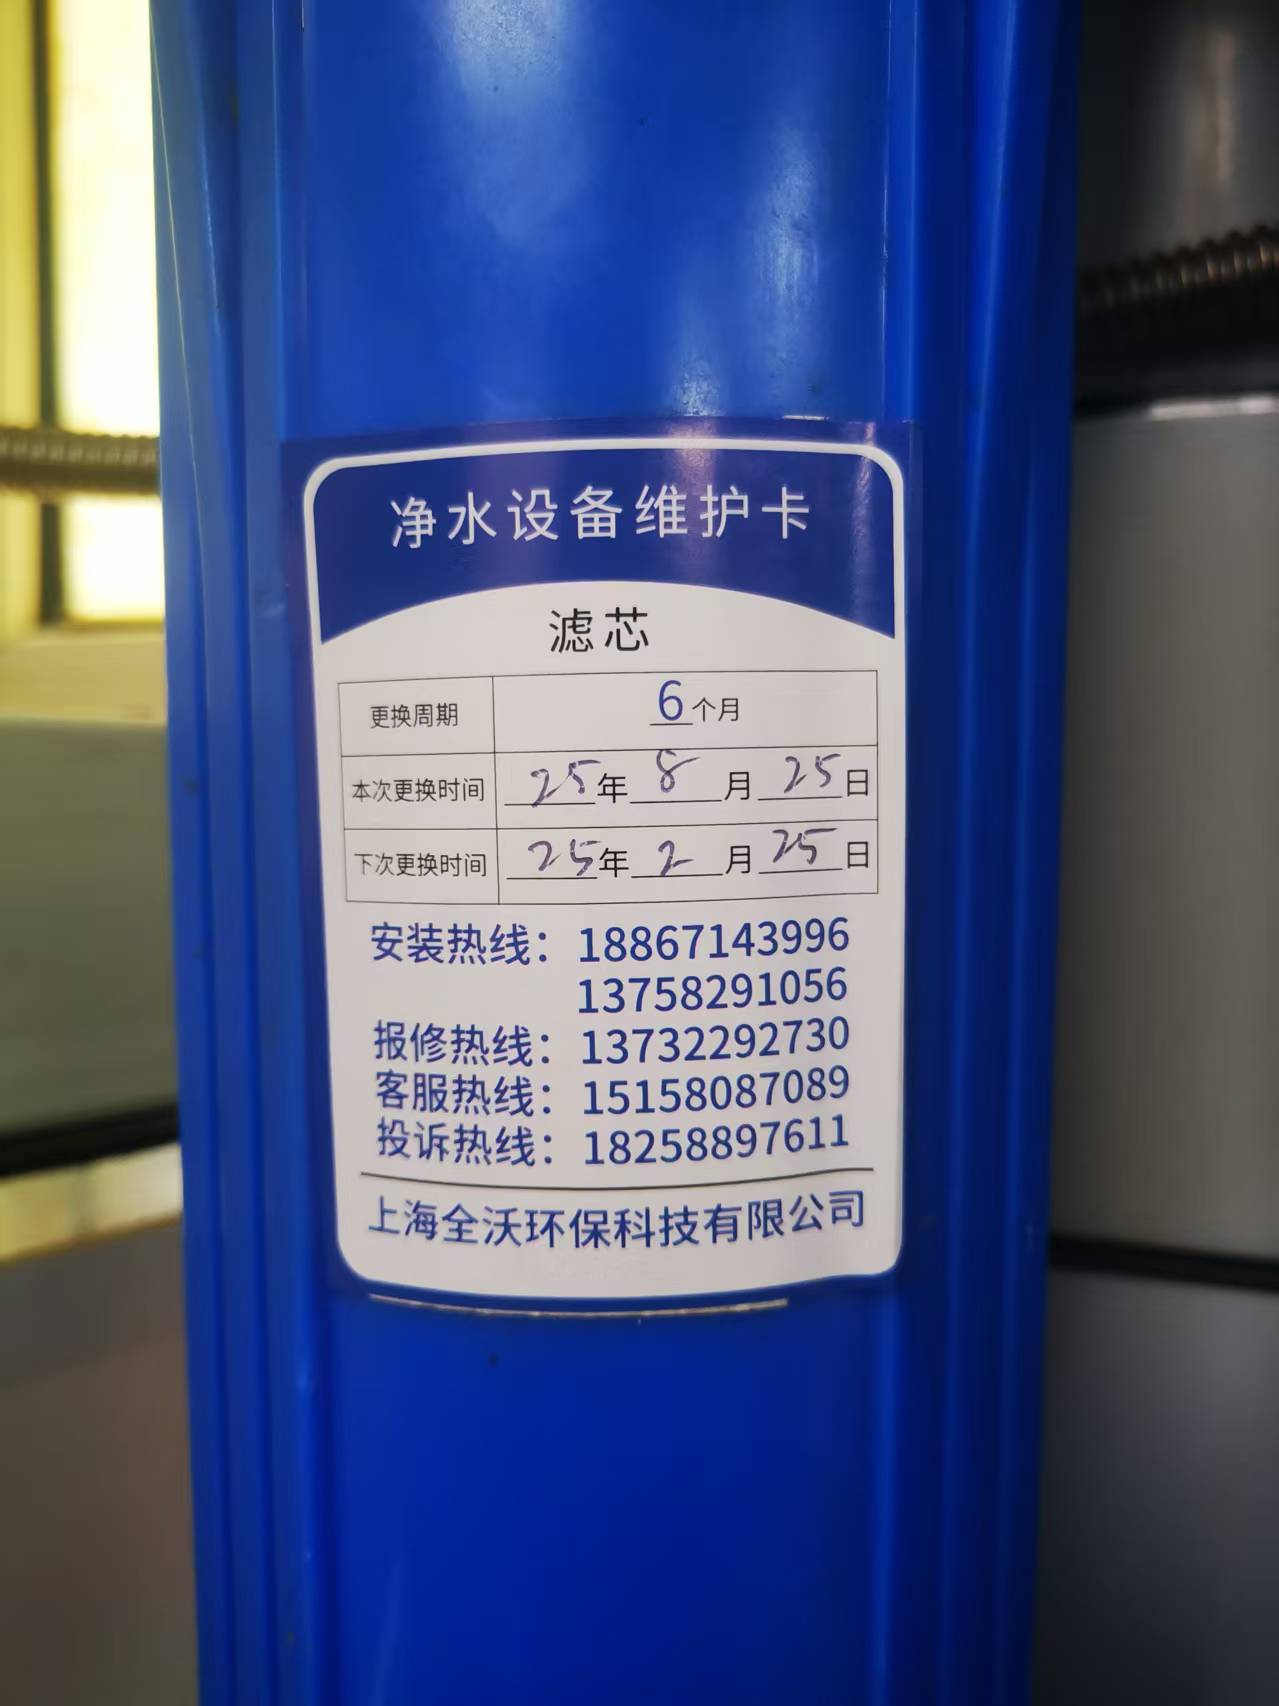 净水设备维护卡
滤芯
更换周期 6个月
本次更换时间 25年8月25日
下次更换时间 25年2月25日
安装热线：18867143996
13758291056
报修热线：13732292730
客服热线：15158087089
投诉热线：18258897611
上海全沃环保科技有限公司